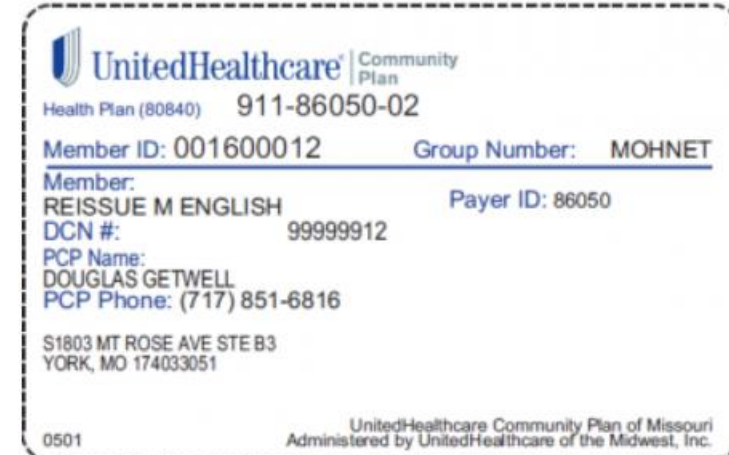 UnitedHealthcare® Community Plan
Health Plan (80840) 911-86050-02
Member ID: 001600012 Group Number: MOHNET
Member:
REISSUE M ENGLISH Payer ID: 86050
DCN #: 99999912
PCP Name:
DOUGLAS GETWELL
PCP Phone: (717) 851-6816
S1803 MT ROSE AVE STE B3
YORK, MO 174033051
UnitedHealthcare Community Plan of Missouri
0501 Administered by UnitedHealthcare of the Midwest, Inc.